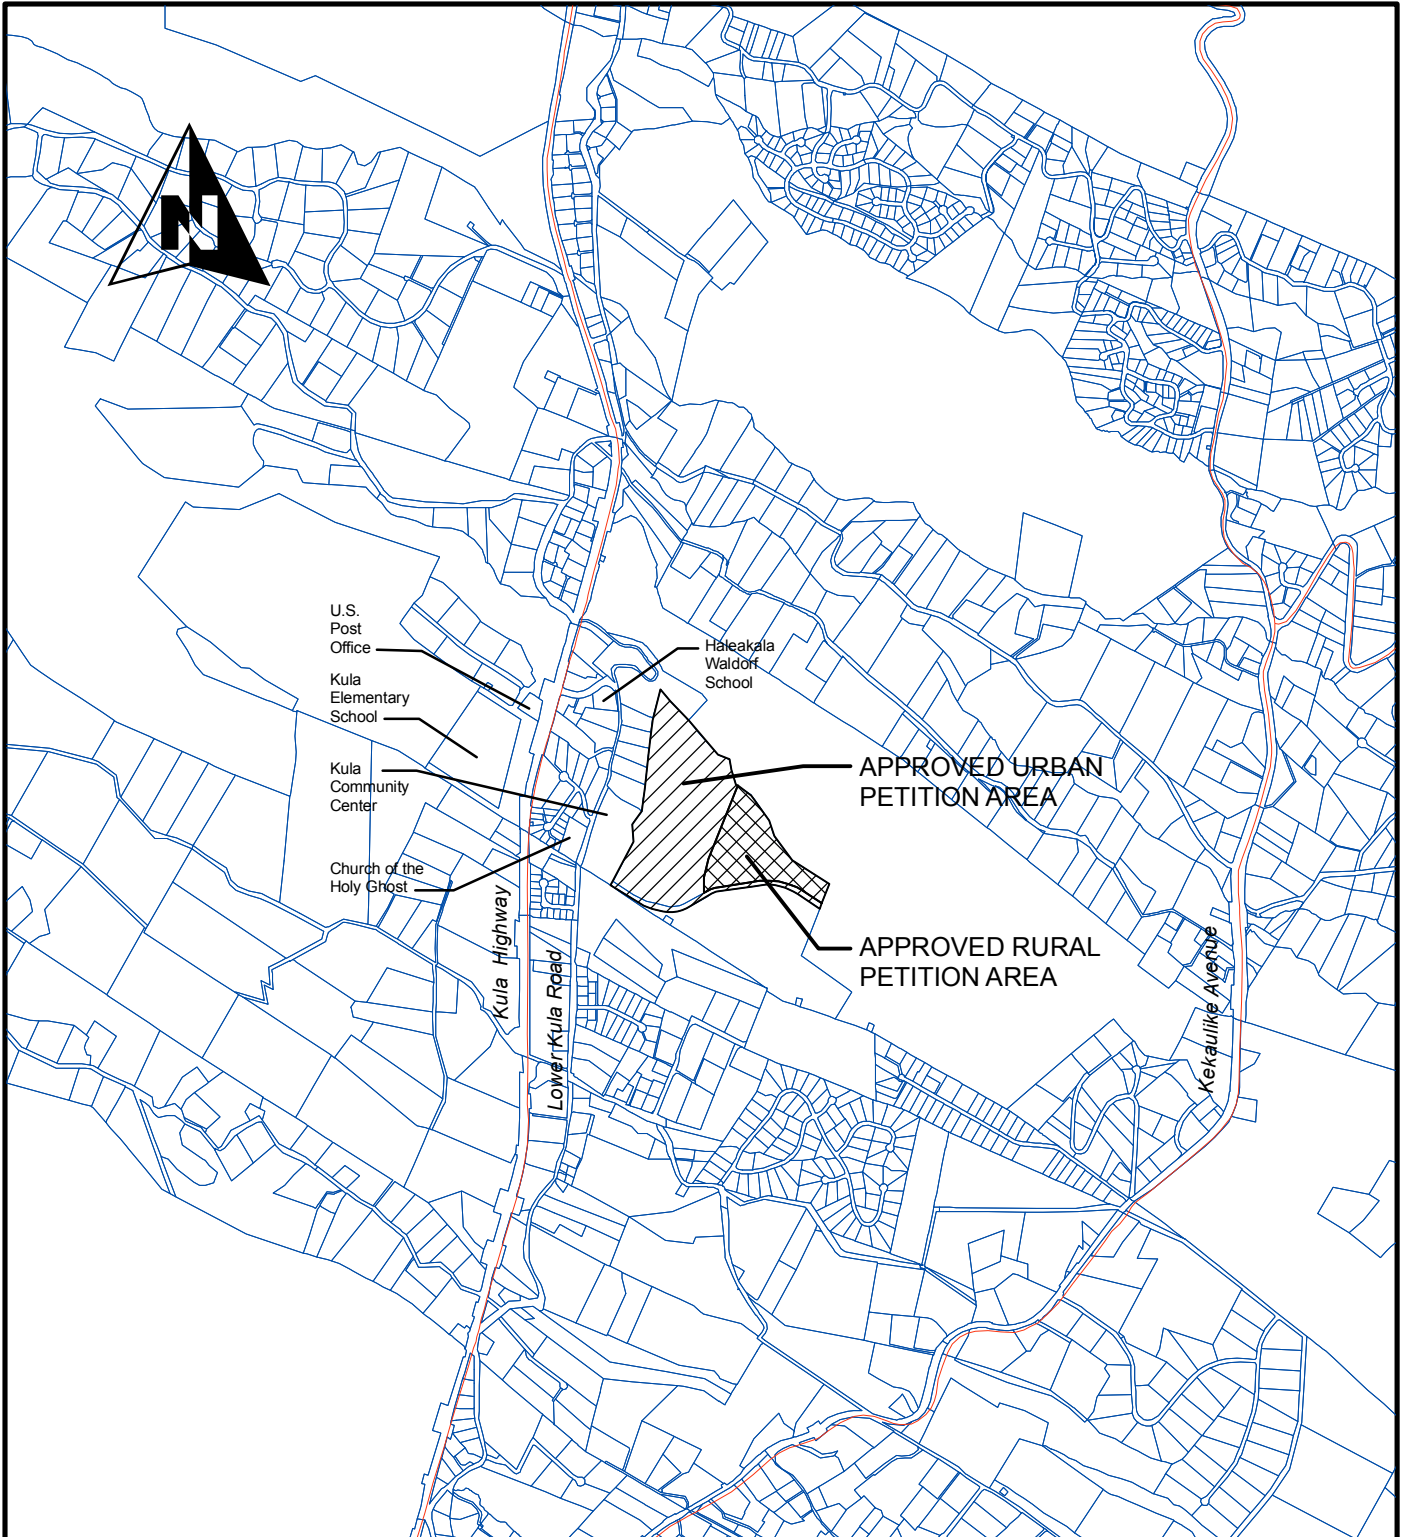 N
U.S.
Post
Office
Kula
Elementary
School
Kula
Community
Center
Church of the
Holy Ghost
Haleakala
Waldorf
School
APPROVED URBAN
PETITION AREA
APPROVED RURAL
PETITION AREA
Kula Highway
Lower Kula Road
Kekaulike Avenue